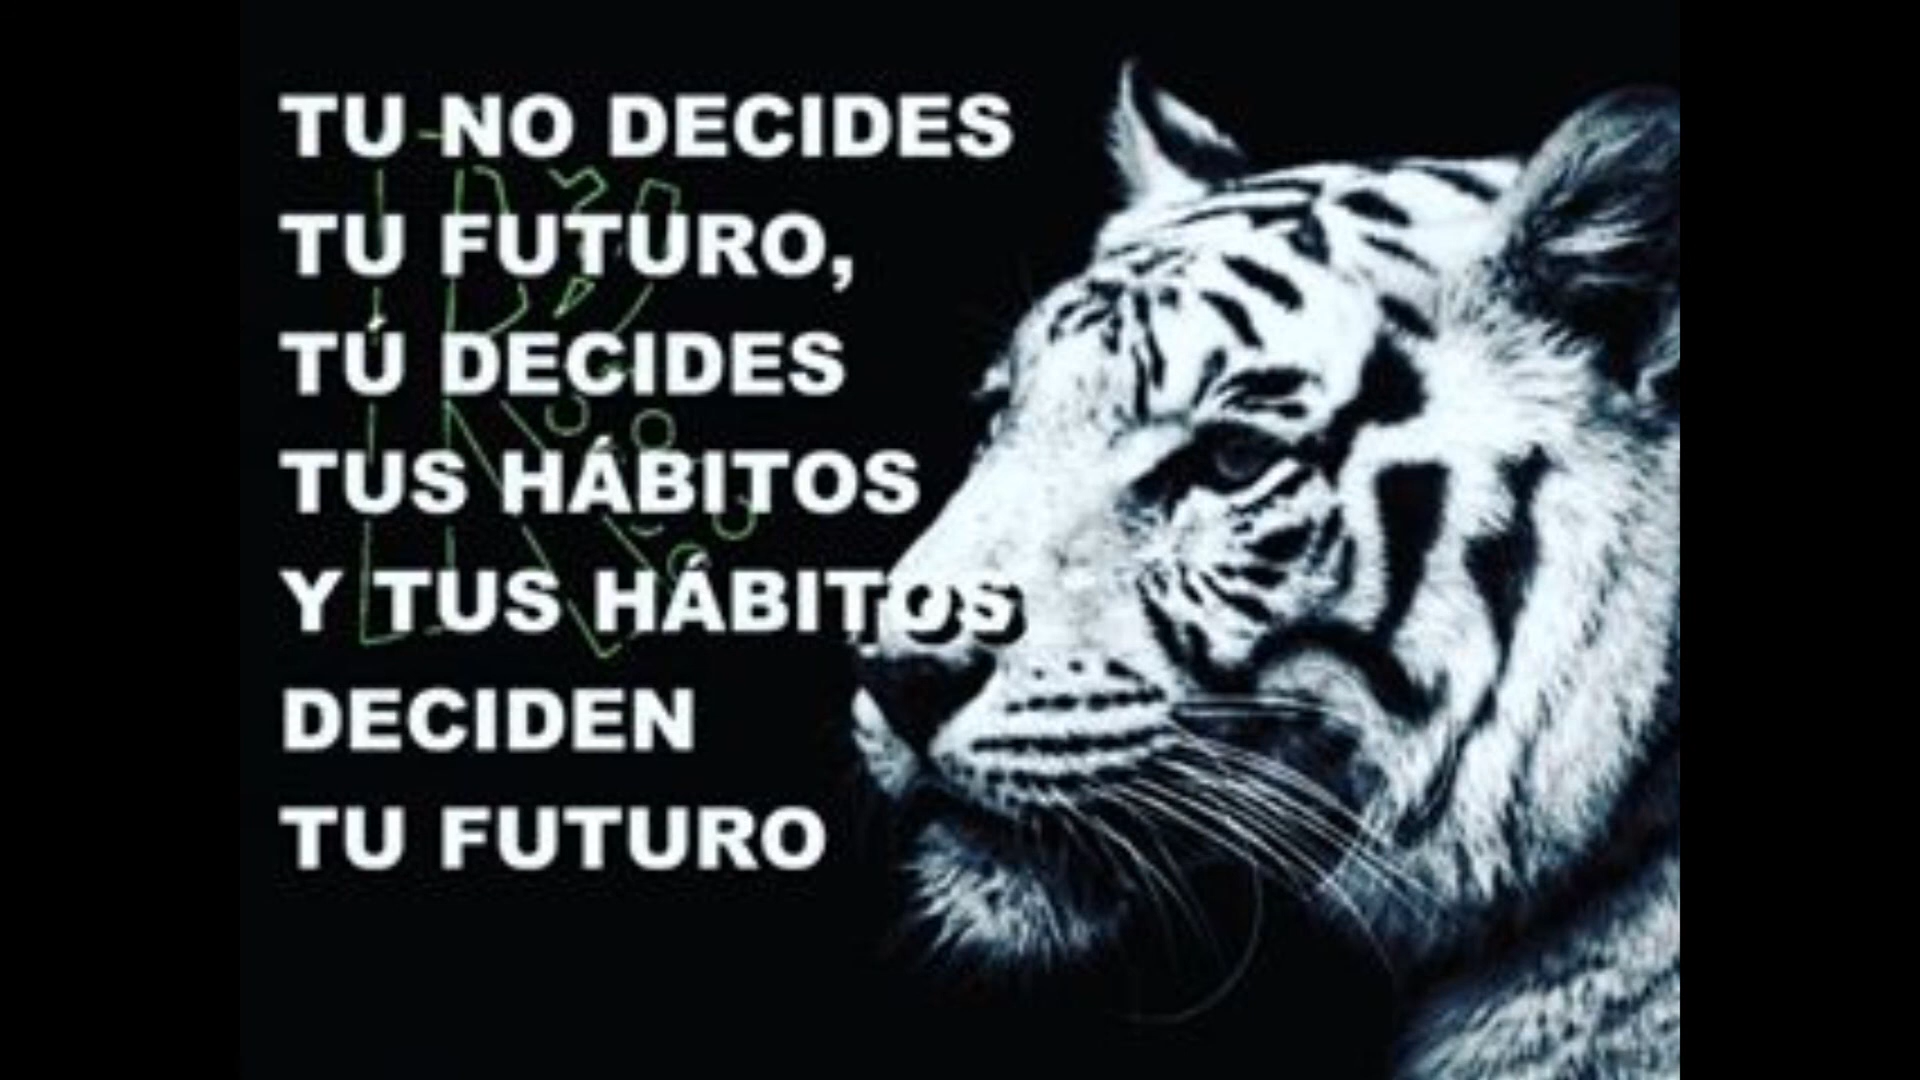 TU NO DECIDES
TU FUTURO,
TÚ DECIDES
TUS HÁBITOS
Y TUS HÁBITOS
DECIDEN
TU FUTURO